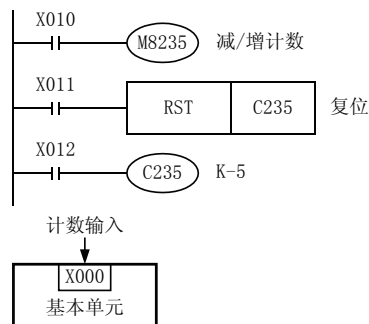 X010
M8235 减/增计数
X011
RST C235 复位
X012
C235 K-5
计数输入
X000
基本单元